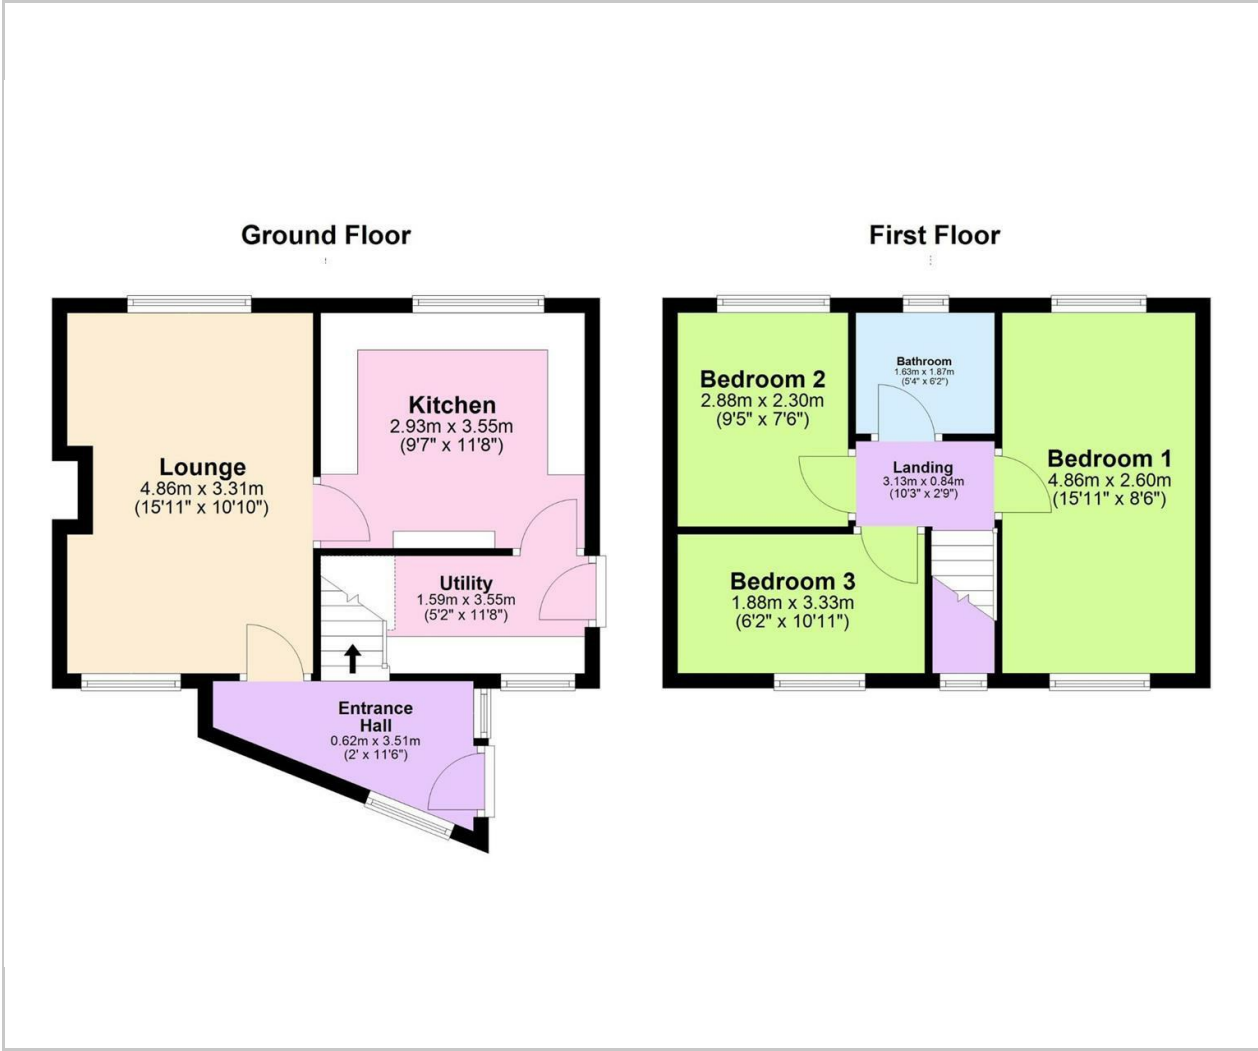 Ground Floor
Lounge
4.86m x 3.31m
(15'11" x 10'10")
Kitchen
2.93m x 3.55m
(9'7" x 11'8")
Utility
1.59m x 3.55m
(5'2" x 11'8")
Entrance
Hall
0.62m x 3.51m
(2' x 11'6")
First Floor
Bedroom 2
2.88m x 2.30m
(9'5" x 7'6")
Bathroom
1.63m x 1.87m
(5'4" x 6'2")
Landing
3.13m x 0.84m
(10'3" x 2'9")
Bedroom 1
4.86m x 2.60m
(15'11" x 8'6")
Bedroom 3
1.88m x 3.33m
(6'2" x 10'11")